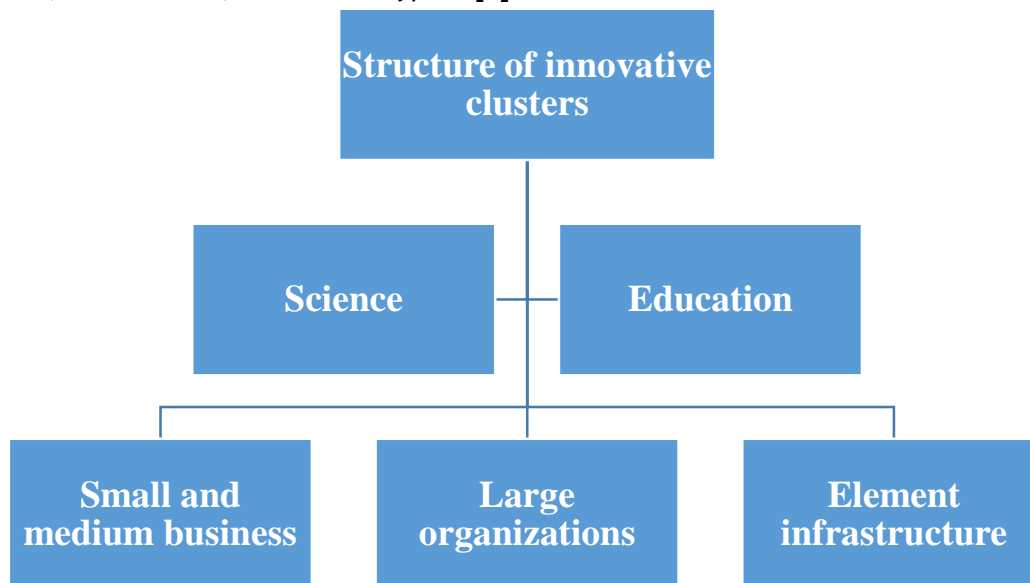 Structure of innovative
clusters
Science
Education
Small and
medium business
Large
organizations
Element
infrastructure